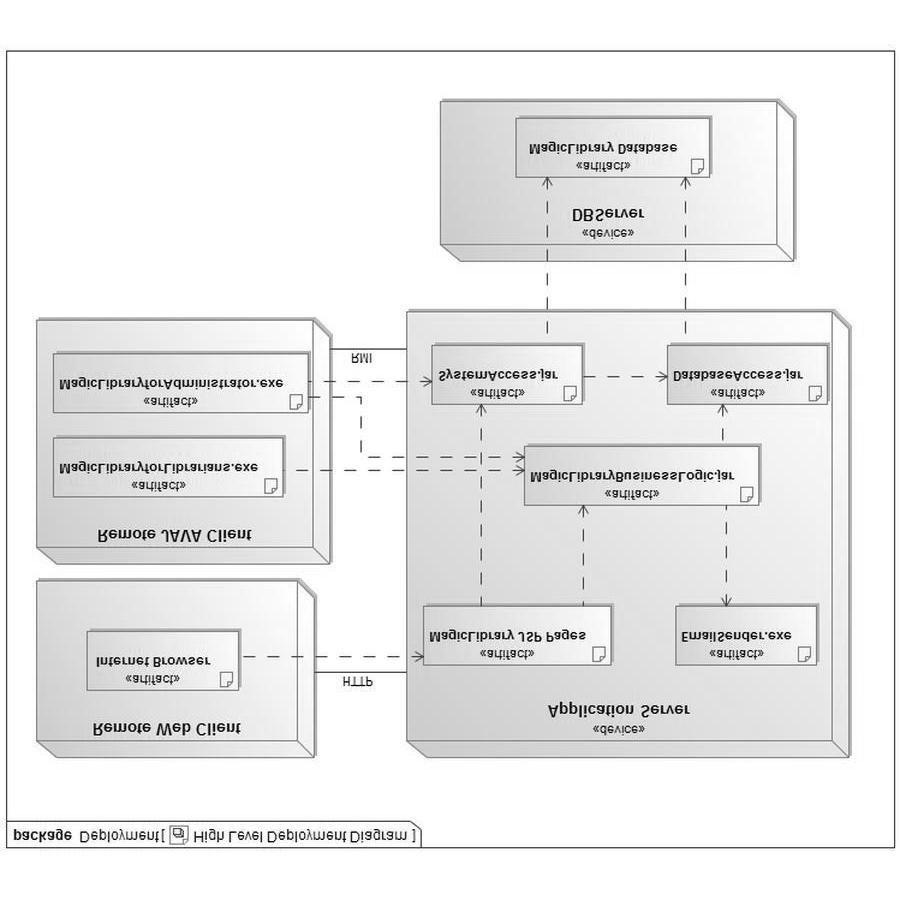 package Deployment [ High Level Deployment Diagram ]
«device»
Application Server
Remote Web Client
HTTP
«artifact»
Internet Browser
«artifact»
MagicLibrary JSP Pages
«artifact»
EmailSender.exe
Remote JAVA Client
«artifact»
MagicLibraryforLibrarians.exe
«artifact»
MagicLibraryBusinessLogic.jar
«artifact»
MagicLibraryforAdministrator.exe
«artifact»
SystemAccess.jar
«artifact»
DatabaseAccess.jar
RMI
«device»
DBServer
«artifact»
MagicLibrary Database